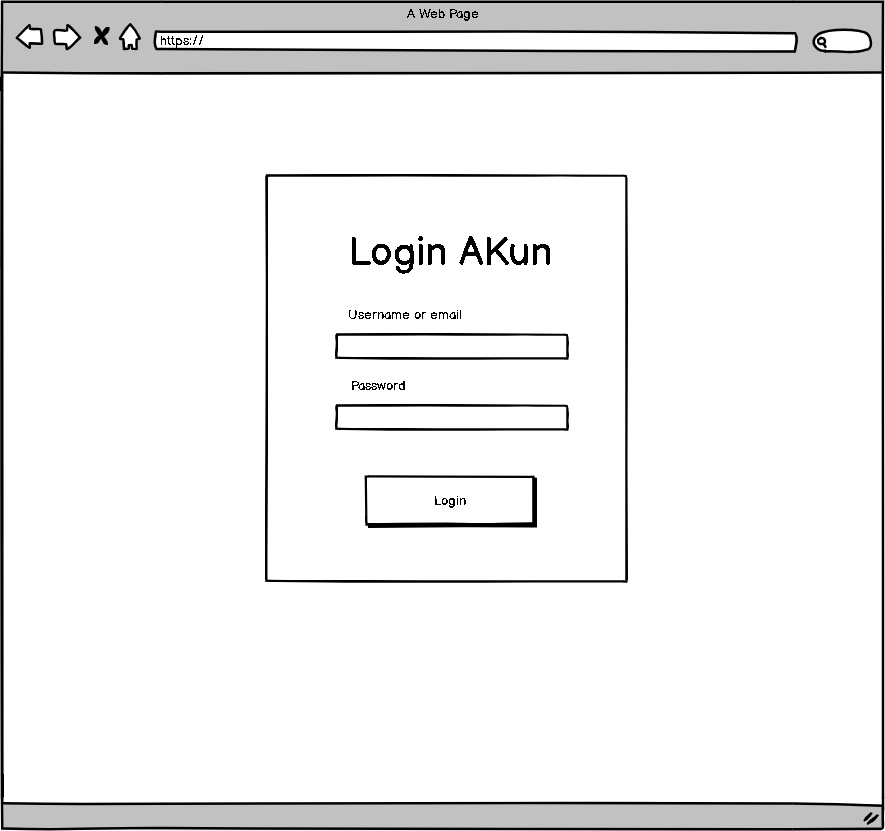 A Web Page
https://
Login AKun
Username or email
Password
Login